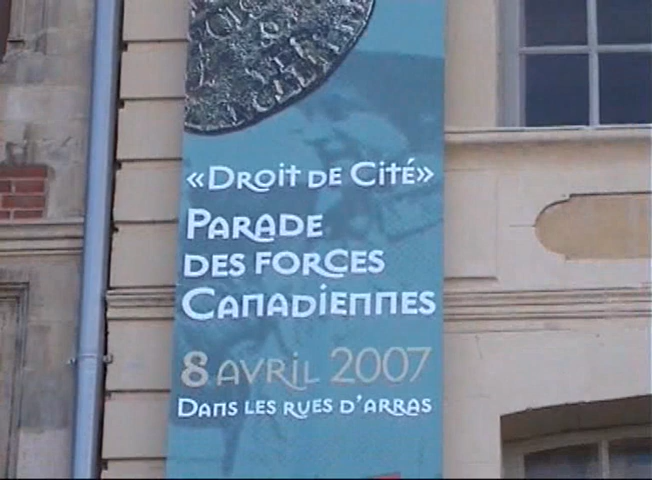 «Droit de Cité»
Parade
des forces
Canadiennes
8 avril 2007
Dans les rues d'Arras